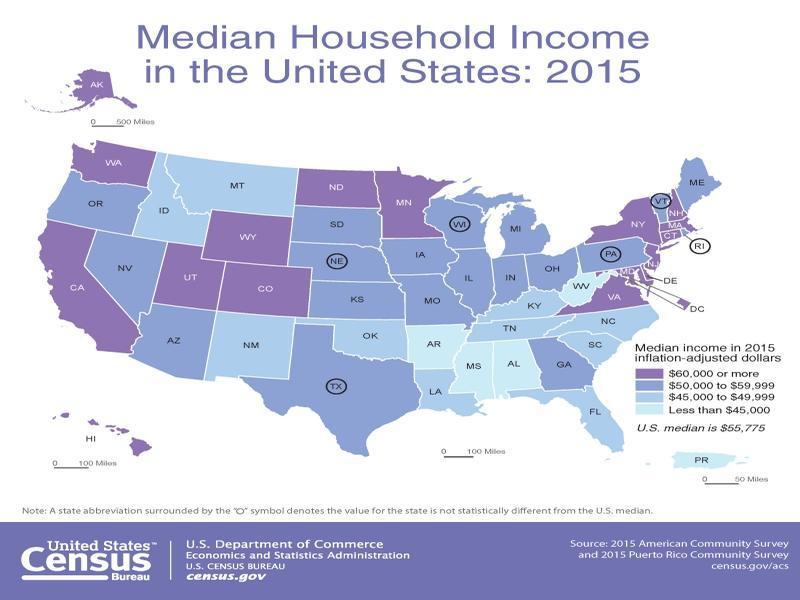 Median Household Income
in the United States: 2015
AK
0 500 Miles
WA
MT
ND
MN
ME
VT
NH
OR
ID
SD
WI
MI
NY
MA
CT
RI
WY
NE
IA
PA
NJ
NV
UT
CO
IL
IN
OH
MD
DE
DC
CA
KS
MO
WV
VA
KY
AZ
NM
OK
AR
TN
NC
SC
TX
LA
MS
AL
GA
FL
Median income in 2015
inflation-adjusted dollars
$60,000 or more
$50,000 to $59,999
$45,000 to $49,999
Less than $45,000
U.S. median is $55,775
HI
0 100 Miles
0 100 Miles
PR
0 50 Miles
Note: A state abbreviation surrounded by the "O" symbol denotes the value for the state is not statistically different from the U.S. median.
United States™
Census
Bureau
U.S. Department of Commerce
Economics and Statistics Administration
U.S. CENSUS BUREAU
census.gov
Source: 2015 American Community Survey
and 2015 Puerto Rico Community Survey
census.gov/acs